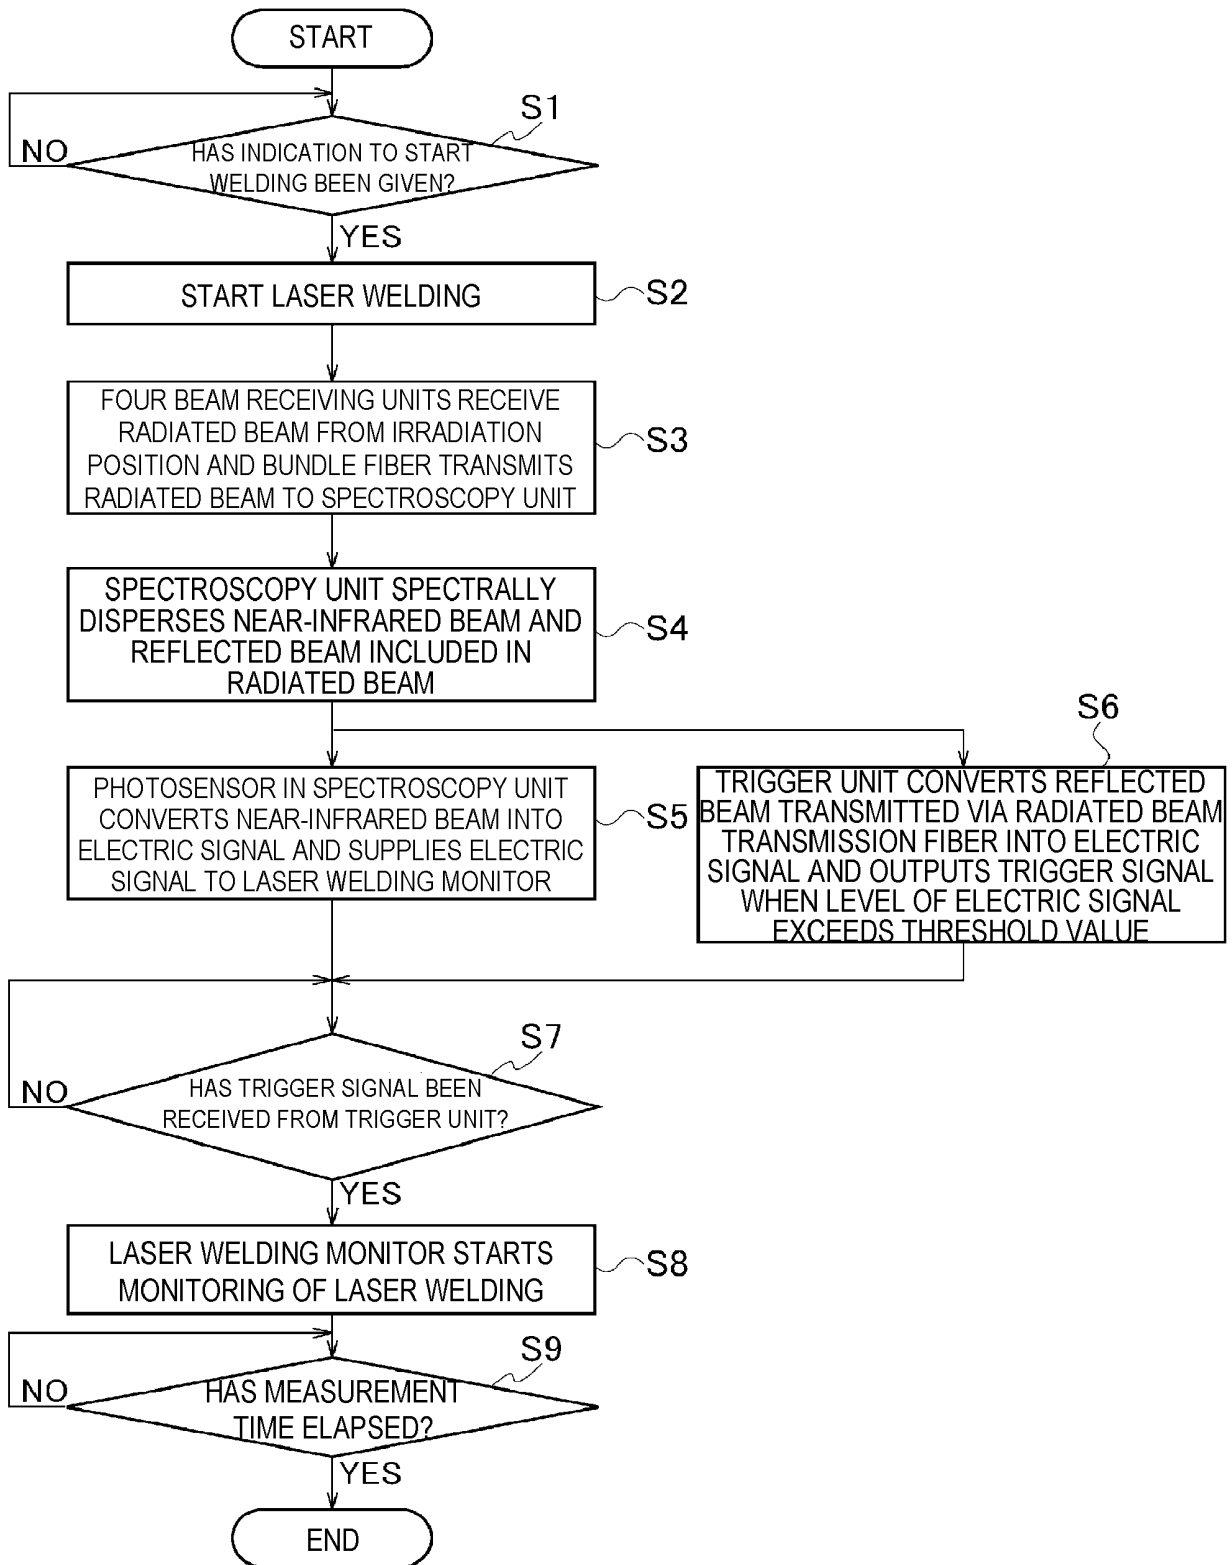 START
S1
NO
HAS INDICATION TO START
WELDING BEEN GIVEN?
YES
START LASER WELDING
S2
FOUR BEAM RECEIVING UNITS RECEIVE
RADIATED BEAM FROM IRRADIATION
POSITION AND BUNDLE FIBER TRANSMITS
RADIATED BEAM TO SPECTROSCOPY UNIT
S3
SPECTROSCOPY UNIT SPECTRALLY
DISPERSES NEAR-INFRARED BEAM AND
REFLECTED BEAM INCLUDED IN
RADIATED BEAM
S4
PHOTOSENSOR IN SPECTROSCOPY UNIT
CONVERTS NEAR-INFRARED BEAM INTO
ELECTRIC SIGNAL AND SUPPLIES ELECTRIC
SIGNAL TO LASER WELDING MONITOR
S5
S6
TRIGGER UNIT CONVERTS REFLECTED
BEAM TRANSMITTED VIA RADIATED BEAM
TRANSMISSION FIBER INTO ELECTRIC
SIGNAL AND OUTPUTS TRIGGER SIGNAL
WHEN LEVEL OF ELECTRIC SIGNAL
EXCEEDS THRESHOLD VALUE
S7
NO
HAS TRIGGER SIGNAL BEEN
RECEIVED FROM TRIGGER UNIT?
YES
LASER WELDING MONITOR STARTS
MONITORING OF LASER WELDING
S8
S9
NO
HAS MEASUREMENT
TIME ELAPSED?
YES
END